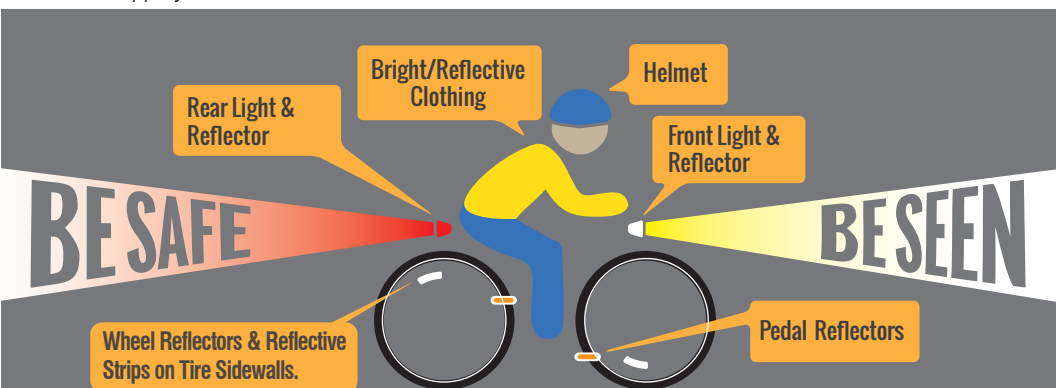 Bright/Reflective
Clothing
Helmet
Rear Light &
Reflector
Front Light &
Reflector
BE SAFE
BE SEEN
Wheel Reflectors & Reflective
Strips on Tire Sidewalls.
Pedal Reflectors